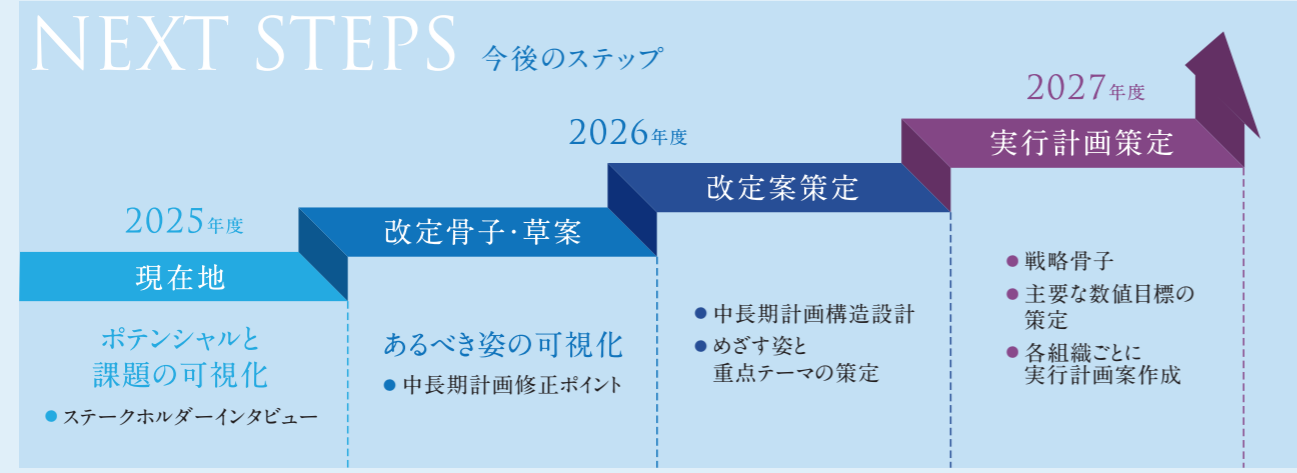 NEXT STEPS 今後のステップ
2025年度
現在地
ポテンシャルと
課題の可視化
●ステークホルダーインタビュー
改定骨子・草案
あるべき姿の可視化
●中長期計画修正ポイント
2026年度
改定案策定
●中長期計画構造設計
●めざす姿と
重点テーマの策定
2027年度
実行計画策定
●戦略骨子
●主要な数値目標の
策定
●各組織ごとに
実行計画案作成